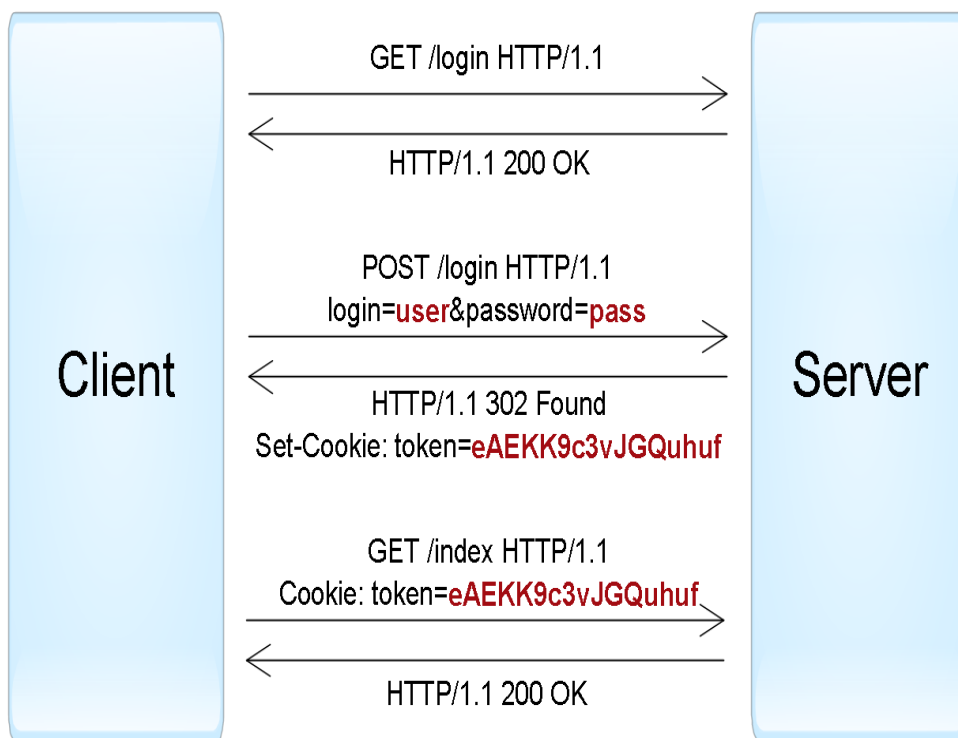 GET /login HTTP/1.1
HTTP/1.1 200 OK
POST /login HTTP/1.1
login=user&password=pass
Client
Server
HTTP/1.1 302 Found
Set-Cookie: token=eAEKK9c3vJGQuhuf
GET /index HTTP/1.1
Cookie: token=eAEKK9c3vJGQuhuf
HTTP/1.1 200 OK